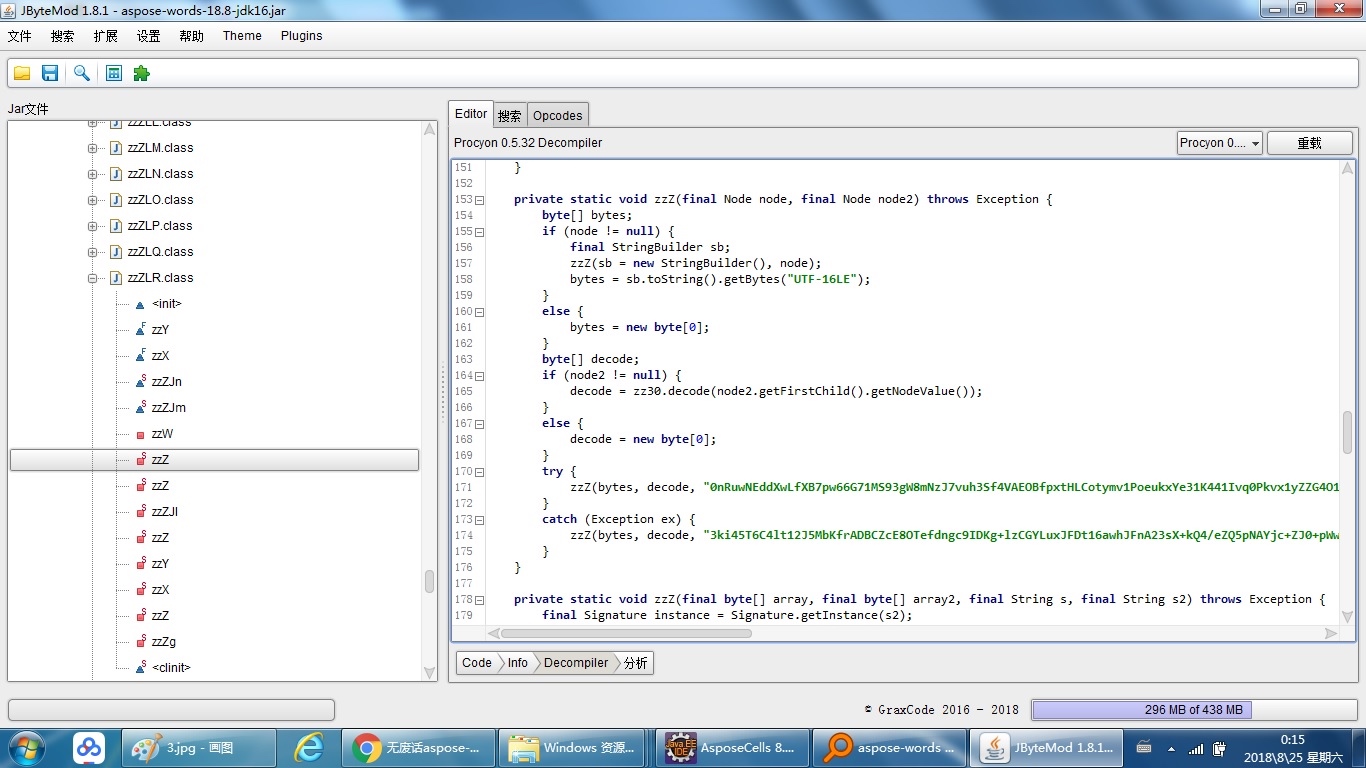 JByteMod 1.8.1 - aspose-words-18.8-jdk16.jar
文件 搜索 扩展 设置 帮助 Theme Plugins
Jar文件
zzZLL.class
zzZLM.class
zzZLN.class
zzZLO.class
zzZLP.class
zzZLQ.class
zzZLR.class
<init>
zzY
zzX
zzZJn
zzZJm
zzW
zzZ
zzZ
zzZJl
zzZ
zzY
zzX
zzZ
zzZg
<clinit>
Editor 搜索 Opcodes
Procyon 0.5.32 Decompiler Procyon 0.... 重载
151 }
152
153 private static void zzZ(final Node node, final Node node2) throws Exception {
154 byte[] bytes;
155 if (node != null) {
156 final StringBuilder sb;
157 zzZ(sb = new StringBuilder(), node);
158 bytes = sb.toString().getBytes("UTF-16LE");
159 }
160 else {
161 bytes = new byte[0];
162 }
163 byte[] decode;
164 if (node2 != null) {
165 decode = zz30.decode(node2.getFirstChild().getNodeValue());
166 }
167 else {
168 decode = new byte[0];
169 }
170 try {
171 zzZ(bytes, decode, "0nRuwNEddXwLfXB7pw66G71MS93gW8mNzJ7vuh3Sf4VAEOBfpxtHLCotymv1PoeukxYe31K441Ivq0Pkvx1yZZG4O1
172 }
173 catch (Exception ex) {
174 zzZ(bytes, decode, "3ki45T6C4lt12J5MbKfrADBCZcE8OTefdngc9IDKg+lzCGYLuxJFDt16awhJFnA23sX+kQ4/eZQ5pNAYjc+ZJ0+pWw
175 }
176 }
177
178 private static void zzZ(final byte[] array, final byte[] array2, final String s, final String s2) throws Exception {
179 final Signature instance = Signature.getInstance(s2);
Code Info Decompiler 分析
© GraxCode 2016 - 2018 296 MB of 438 MB
3.jpg - 画图 无废话aspose-... Windows 资源... AsposeCells 8.... aspose-words ... JByteMod 1.8.1...
0:15
2018\8\25 星期六